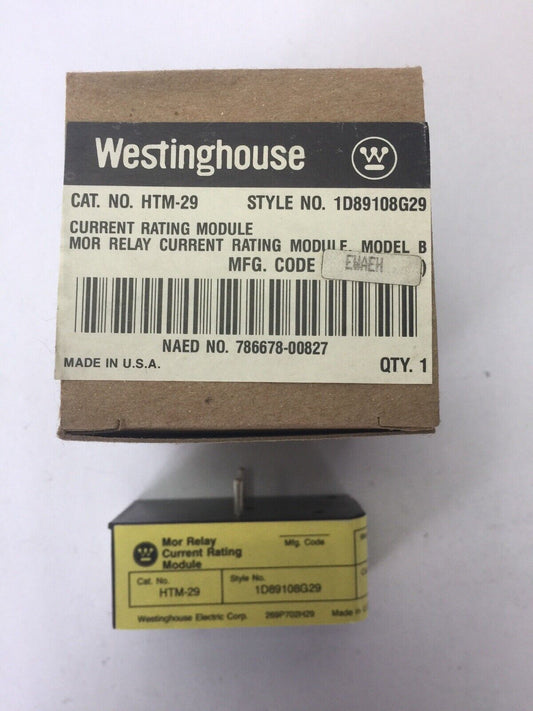 Westinghouse W
CAT. NO. HTM-29 STYLE NO. 1D89108G29
CURRENT RATING MODULE
MOR RELAY CURRENT RATING MODULE, MODEL B
MFG. CODE EWAEH )
NAED NO. 786678-00827
MADE IN U.S.A. QTY. 1
W Mor Relay
Current Rating
Module
Mfg. Code
Cat. No. Style No.
HTM-29 1D89108G29
Westinghouse Electric Corp. 269P702H29 Made in